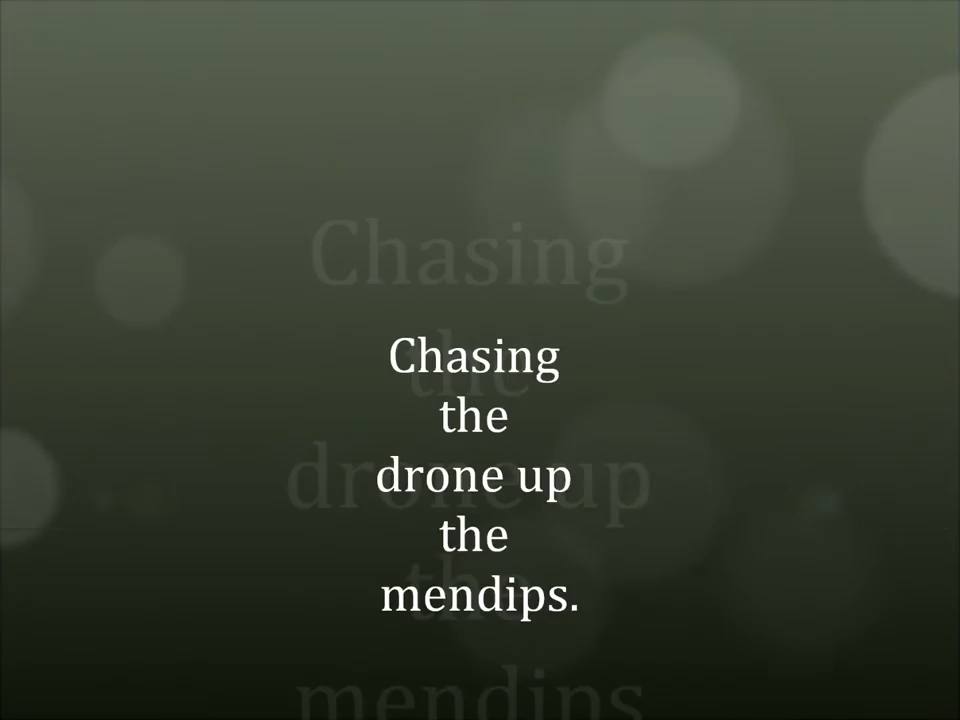 Chasing
the
drone up
the
mendips.